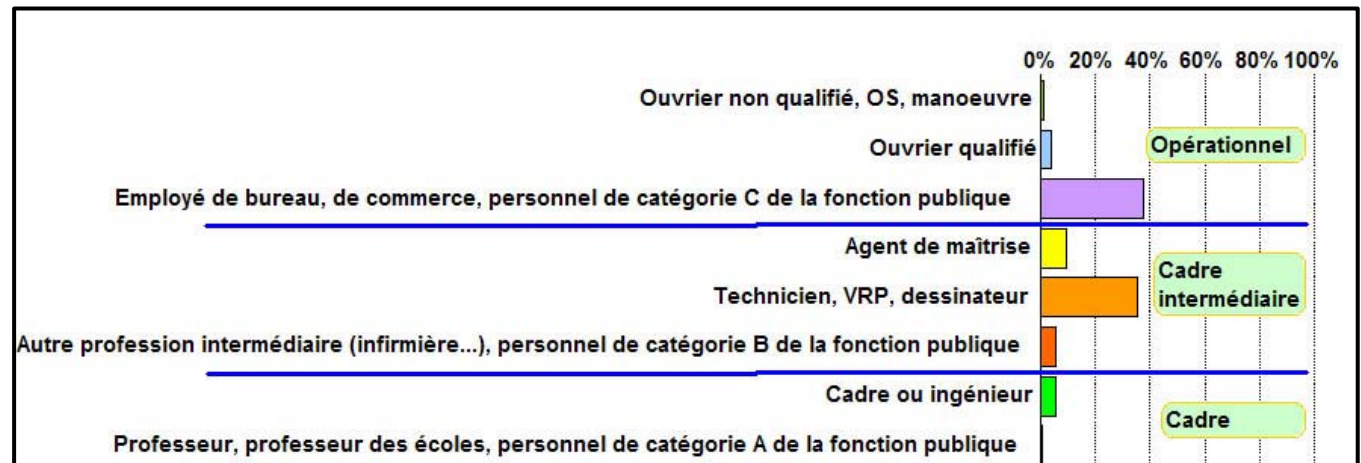 0% 20% 40% 60% 80% 100%
Ouvrier non qualifié, OS, manoeuvre
Ouvrier qualifié
Opérationnel
Employé de bureau, de commerce, personnel de catégorie C de la fonction publique
Agent de maîtrise
Cadre
intermédiaire
Technicien, VRP, dessinateur
Autre profession intermédiaire (infirmière...), personnel de catégorie B de la fonction publique
Cadre ou ingénieur
Cadre
Professeur, professeur des écoles, personnel de catégorie A de la fonction publique